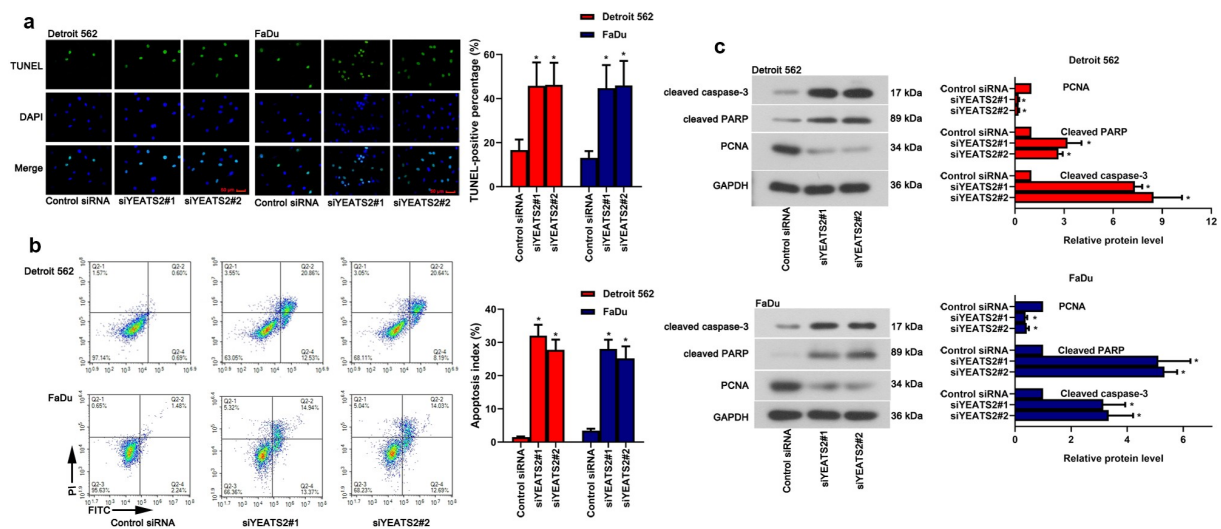 a
Detroit 562
FaDu
TUNEL
DAPI
Merge
Control siRNA siYEATS2#1 siYEATS2#2 Control siRNA siYEATS2#1 siYEATS2#2
TUNEL-positive percentage (%)
60
40
20
0
Detroit 562
FaDu
* * * *
Control siRNA
siYEATS2#1
siYEATS2#2
Control siRNA
siYEATS2#1
siYEATS2#2
b
Detroit 562
Q2-1 Q2-2
1.57% 0.60%
97.14% 0.69%
Q2-4
Q2-1 Q2-2
3.55% 20.86%
Q2-4
63.05% 12.53%
Q2-1 Q2-2
3.05% 20.64%
Q2-4
68.11% 8.19%
FaDu
Q2-1 Q2-2
0.65% 1.48%
Q2-3 Q2-4
95.63% 2.24%
Q2-1 Q2-2
5.32% 14.94%
Q2-3 Q2-4
66.36% 13.37%
Q2-1 Q2-2
5.04% 14.03%
Q2-3 Q2-4
68.23% 12.69%
PI
FITC
Control siRNA siYEATS2#1 siYEATS2#2
Apoptosis index (%)
40
30
20
10
0
Detroit 562
FaDu
* * * *
Control siRNA
siYEATS2#1
siYEATS2#2
Control siRNA
siYEATS2#1
siYEATS2#2
c
Detroit 562
cleaved caspase-3 17 kDa
cleaved PARP 89 kDa
PCNA 34 kDa
GAPDH 36 kDa
Control siRNA
siYEATS2#1
siYEATS2#2
Detroit 562
Control siRNA PCNA
siYEATS2#1 *
siYEATS2#2 *
Control siRNA Cleaved PARP
siYEATS2#1 *
siYEATS2#2 *
Control siRNA Cleaved caspase-3
siYEATS2#1 *
siYEATS2#2 *
0 3 6 9 12
Relative protein level
FaDu
cleaved caspase-3 17 kDa
cleaved PARP 89 kDa
PCNA 34 kDa
GAPDH 36 kDa
Control siRNA
siYEATS2#1
siYEATS2#2
FaDu
Control siRNA PCNA
siYEATS2#1 *
siYEATS2#2 *
Control siRNA Cleaved PARP
siYEATS2#1 *
siYEATS2#2 *
Control siRNA Cleaved caspase-3
siYEATS2#1 *
siYEATS2#2 *
0 2 4 6
Relative protein level